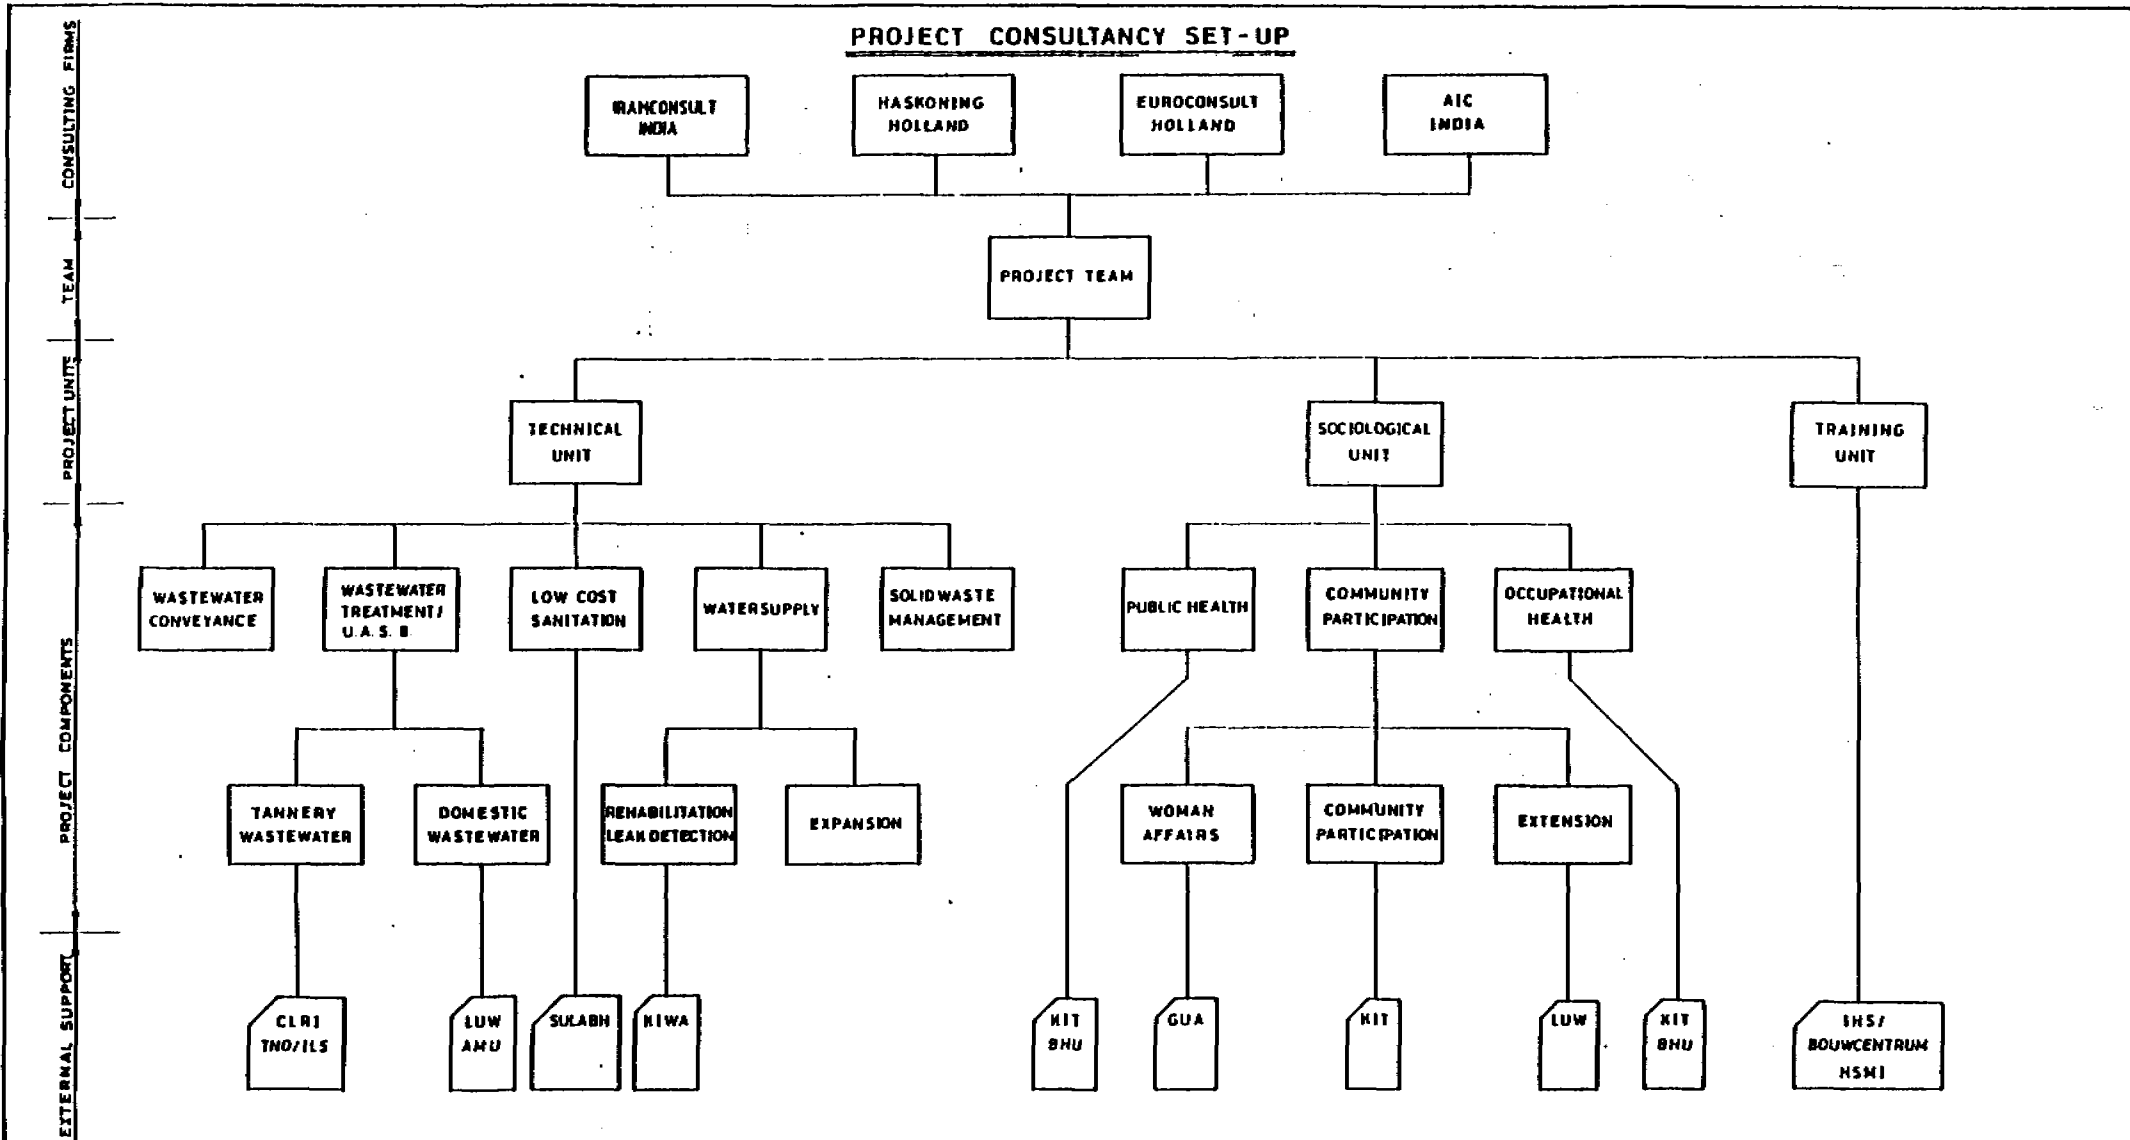 PROJECT CONSULTANCY SET-UP
CONSULTING FIRMS
IRAMCONSULT
INDIA
HASKONING
HOLLAND
EUROCONSULT
HOLLAND
AIC
INDIA
TEAM
PROJECT TEAM
PROJECT UNITS
TECHNICAL
UNIT
SOCIOLOGICAL
UNIT
TRAINING
UNIT
PROJECT COMPONENTS
WASTEWATER
CONVEYANCE
WASTEWATER
TREATMENT/
U.A.S.B.
LOW COST
SANITATION
WATERSUPPLY
SOLIDWASTE
MANAGEMENT
PUBLIC HEALTH
COMMUNITY
PARTICIPATION
OCCUPATIONAL
HEALTH
TANNERY
WASTEWATER
DOMESTIC
WASTEWATER
REHABILITATION
LEAKDETECTION
EXPANSION
WOMAN
AFFAIRS
COMMUNITY
PARTICIPATION
EXTENSION
EXTERNAL SUPPORT
CLRI
TNO/ILS
LUW
AMU
SULABH
KIWA
KIT
BHU
GUA
KIT
LUW
KIT
BHU
IHS/
BOUWCENTRUM
HSMI